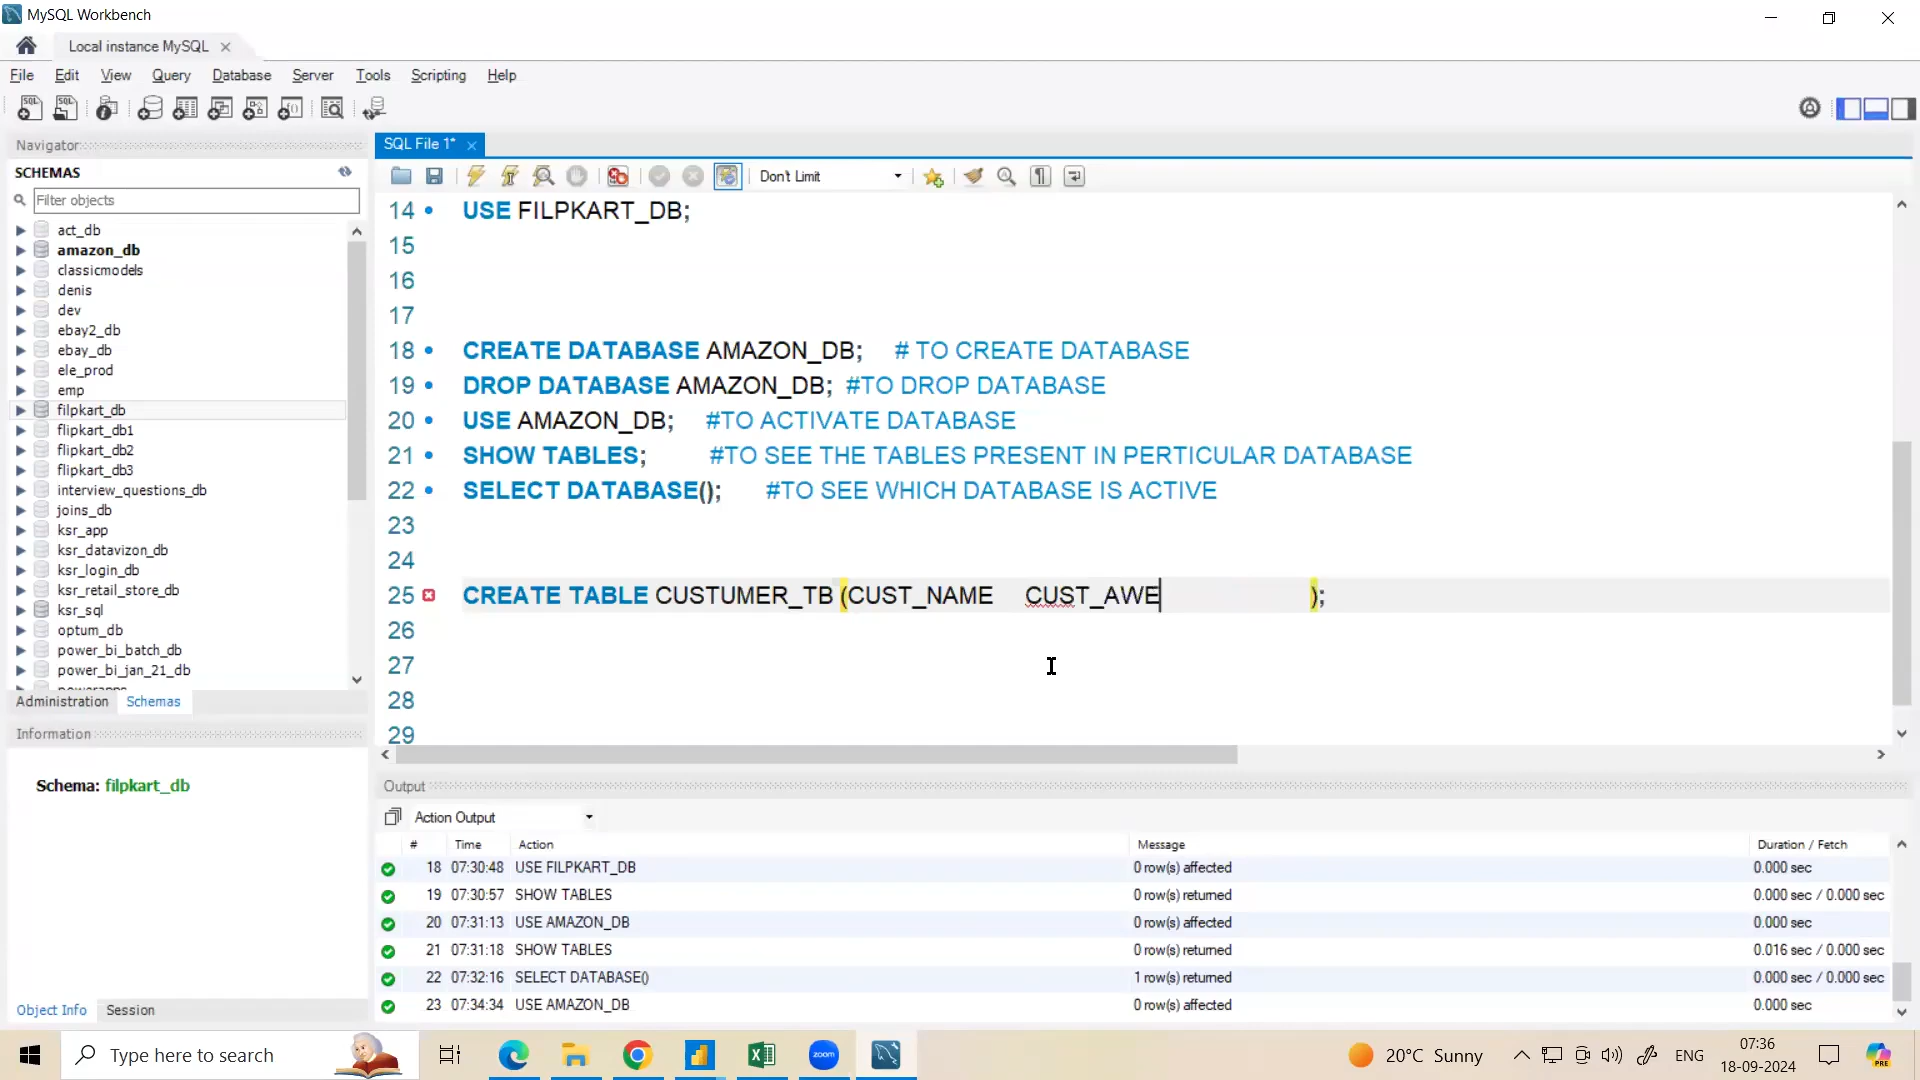 MySQL Workbench
Local instance MySQL
File Edit View Query Database Server Tools Scripting Help
Navigator
SCHEMAS
Filter objects
act_db
amazon_db
classicmodels
denis
dev
ebay2_db
ebay_db
ele_prod
emp
filpkart_db
flipkart_db1
flipkart_db2
flipkart_db3
interview_questions_db
joins_db
ksr_app
ksr_datavizon_db
ksr_login_db
ksr_retail_store_db
ksr_sql
optum_db
power_bi_batch_db
power_bi_jan_21_db
Administration Schemas
Information
Schema: filpkart_db
Object Info Session
SQL File 1*
Don't Limit
14 USE FILPKART_DB;
15
16
17
18 CREATE DATABASE AMAZON_DB; # TO CREATE DATABASE
19 DROP DATABASE AMAZON_DB; #TO DROP DATABASE
20 USE AMAZON_DB; #TO ACTIVATE DATABASE
21 SHOW TABLES; #TO SEE THE TABLES PRESENT IN PERTICULAR DATABASE
22 SELECT DATABASE(); #TO SEE WHICH DATABASE IS ACTIVE
23
24
25 CREATE TABLE CUSTUMER_TB (CUST_NAME CUST_AWE );
26
27
28
29
Output
Action Output
# Time Action Message Duration / Fetch
18 07:30:48 USE FILPKART_DB 0 row(s) affected 0.000 sec
19 07:30:57 SHOW TABLES 0 row(s) returned 0.000 sec / 0.000 sec
20 07:31:13 USE AMAZON_DB 0 row(s) affected 0.000 sec
21 07:31:18 SHOW TABLES 0 row(s) returned 0.016 sec / 0.000 sec
22 07:32:16 SELECT DATABASE() 1 row(s) returned 0.000 sec / 0.000 sec
23 07:34:34 USE AMAZON_DB 0 row(s) affected 0.000 sec
Type here to search
zoom
20°C Sunny
ENG
07:36
18-09-2024
PRE